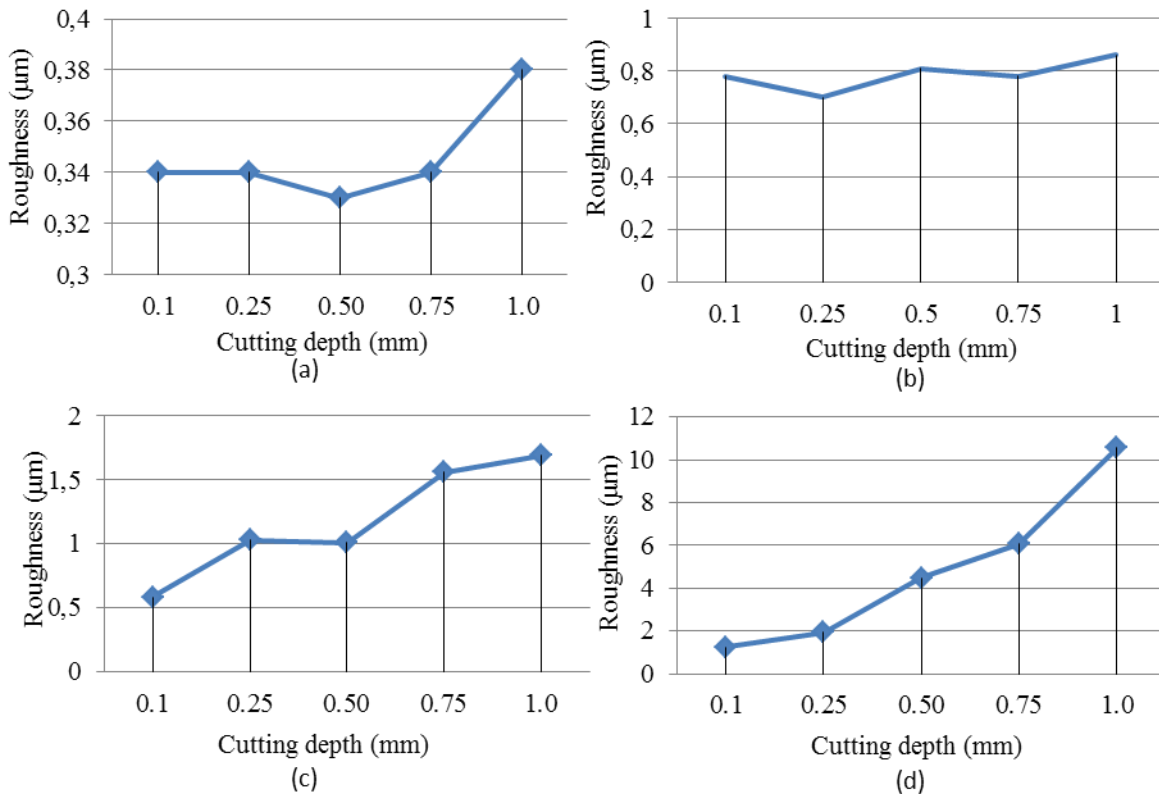 Roughness (µm)
0,4
0,38
0,36
0,34
0,32
0,3
0.1 0.25 0.50 0.75 1.0
Cutting depth (mm)
(a)
Roughness (µm)
1
0,8
0,6
0,4
0,2
0
0.1 0.25 0.5 0.75 1
Cutting depth (mm)
(b)
Roughness (µm)
2
1,5
1
0,5
0
0.1 0.25 0.50 0.75 1.0
Cutting depth (mm)
(c)
Roughness (µm)
12
10
8
6
4
2
0
0.1 0.25 0.50 0.75 1.0
Cutting depth (mm)
(d)